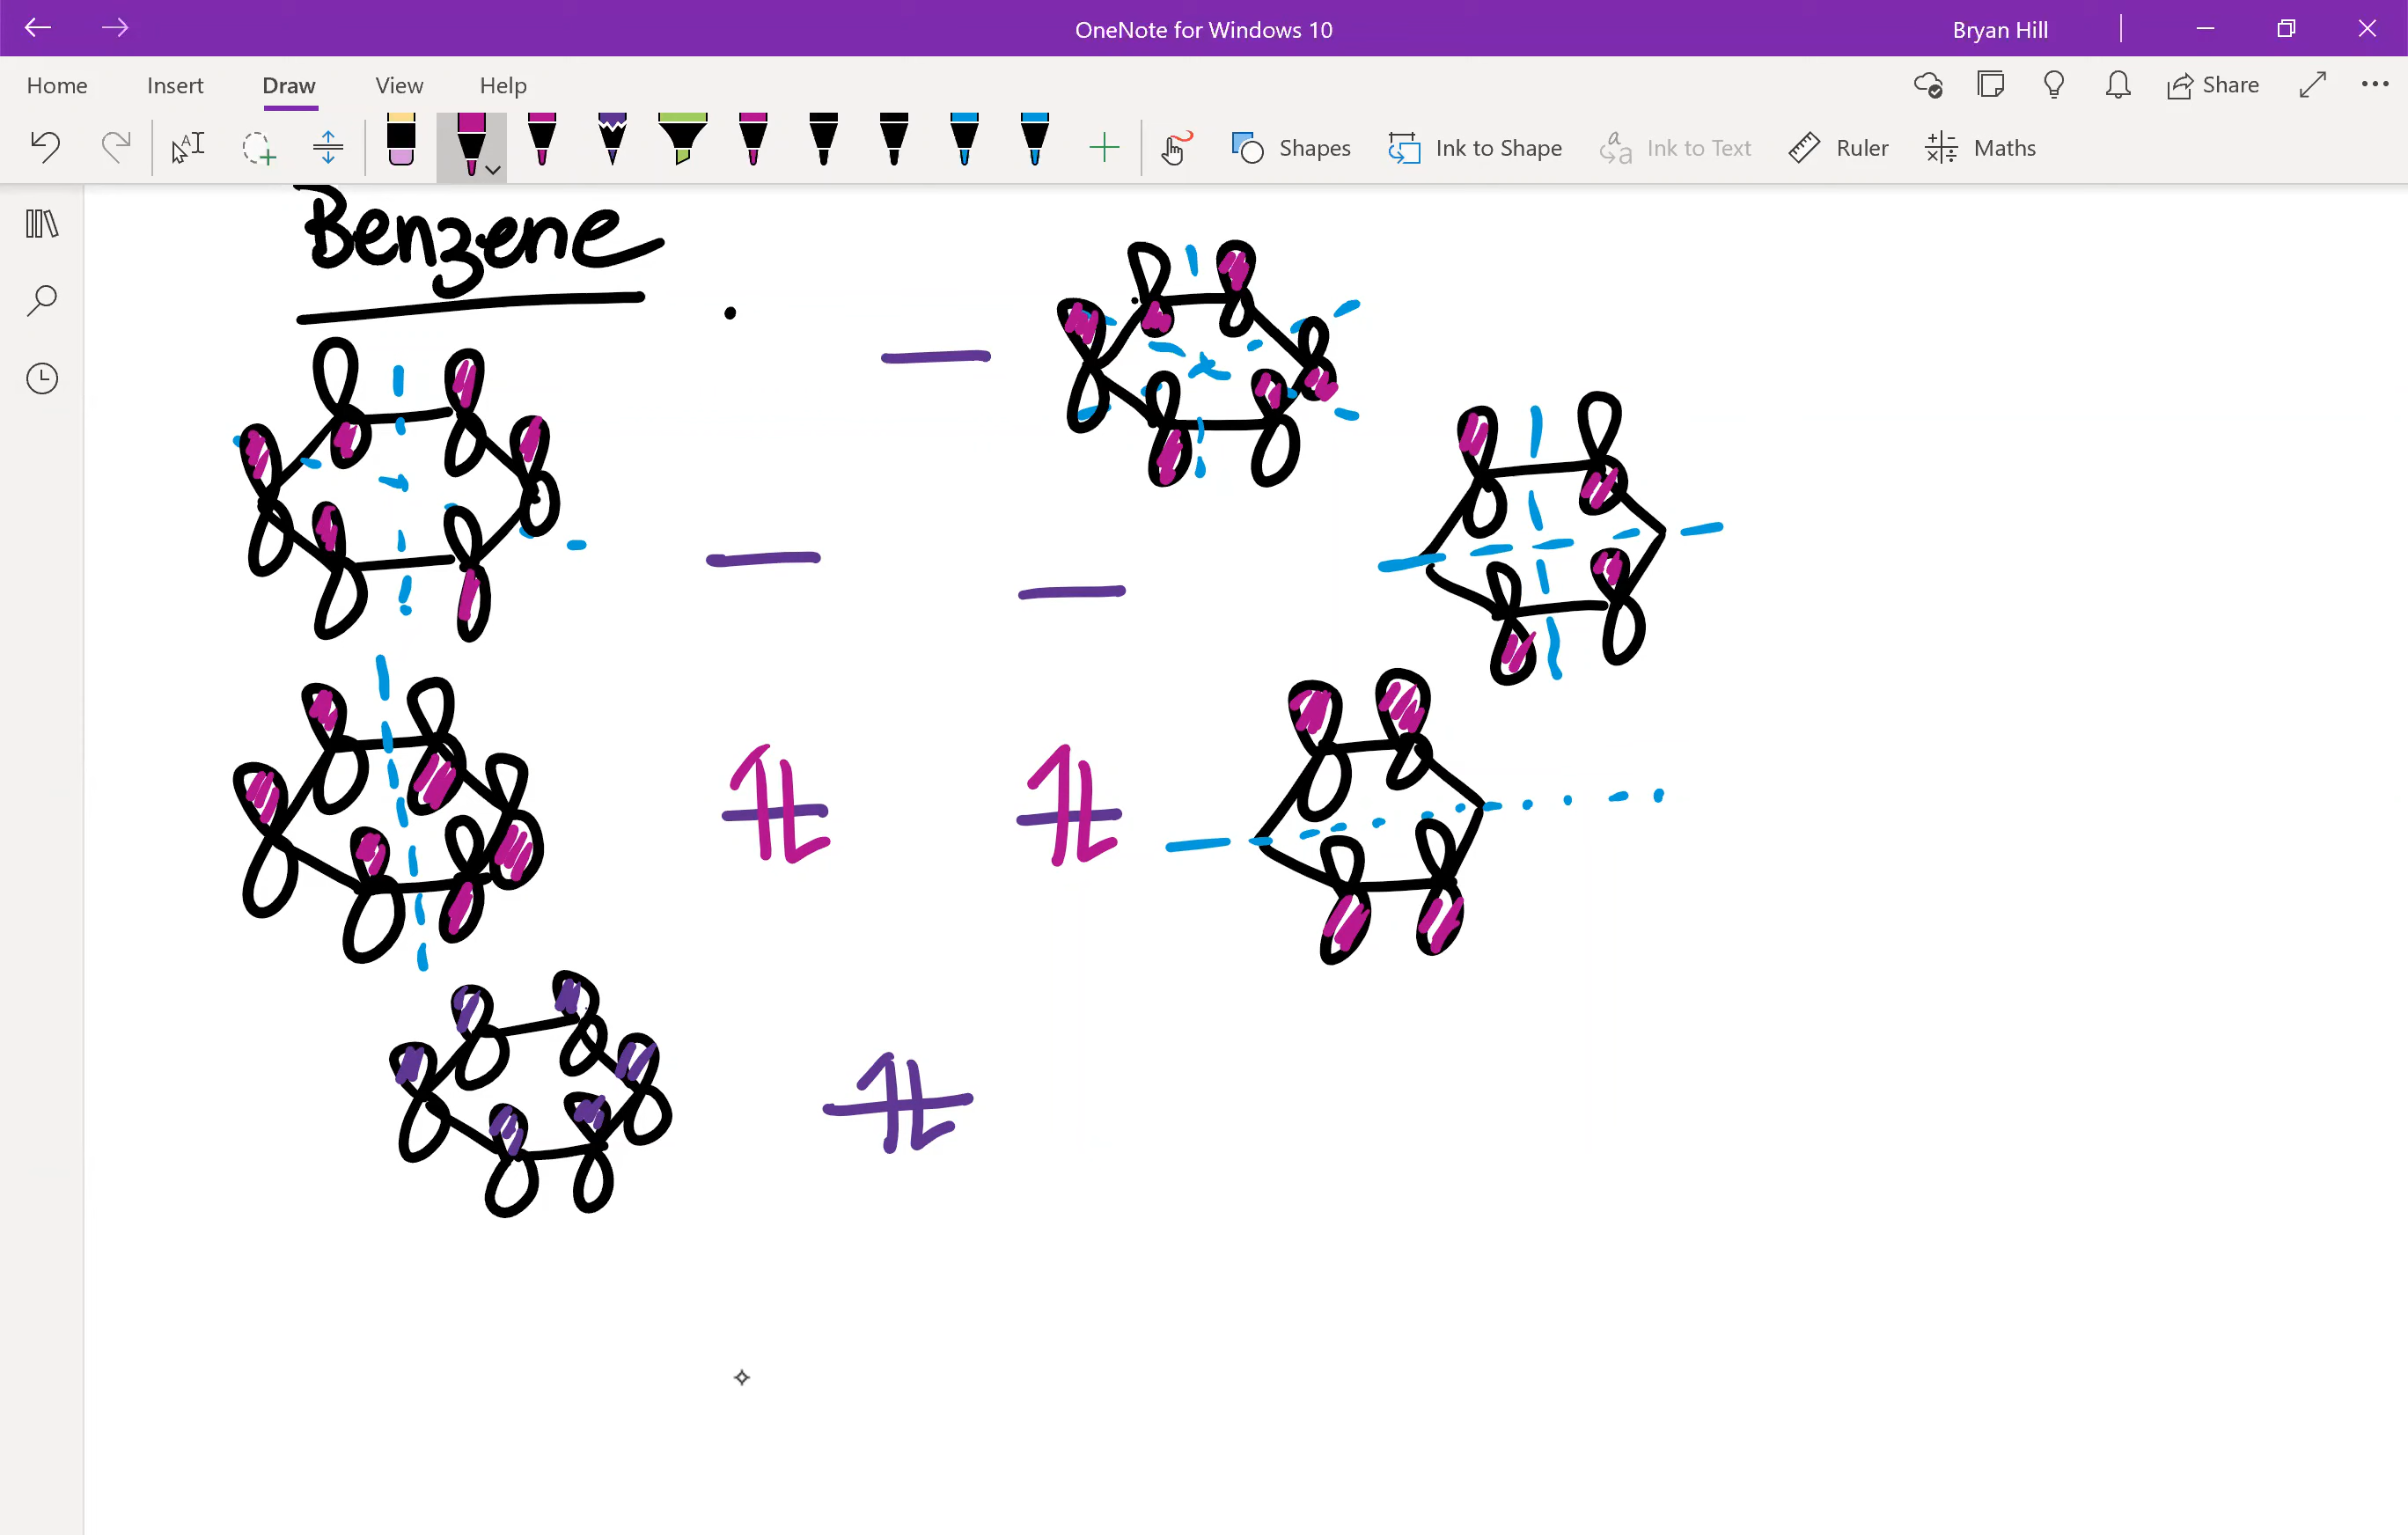 OneNote for Windows 10
Bryan Hill
Home Insert Draw View Help
Share
Shapes Ink to Shape Ink to Text Ruler Maths
Benzene